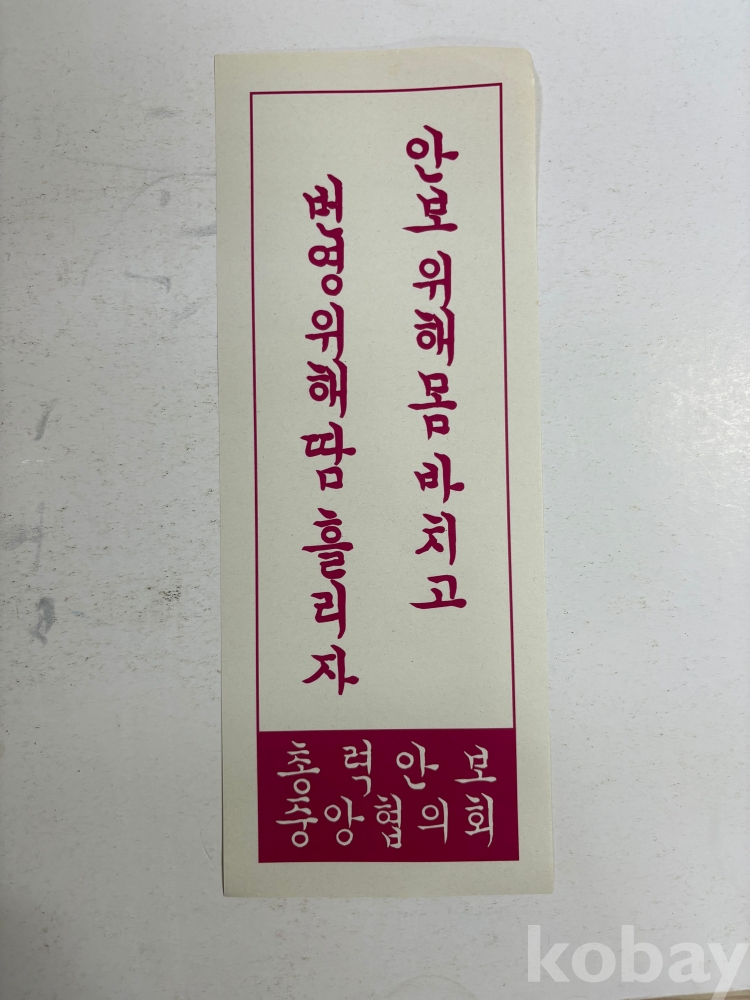 안보 위해 몸 바치고
번영위해 땀 흘리자
총력안보
중앙협의회
kobay